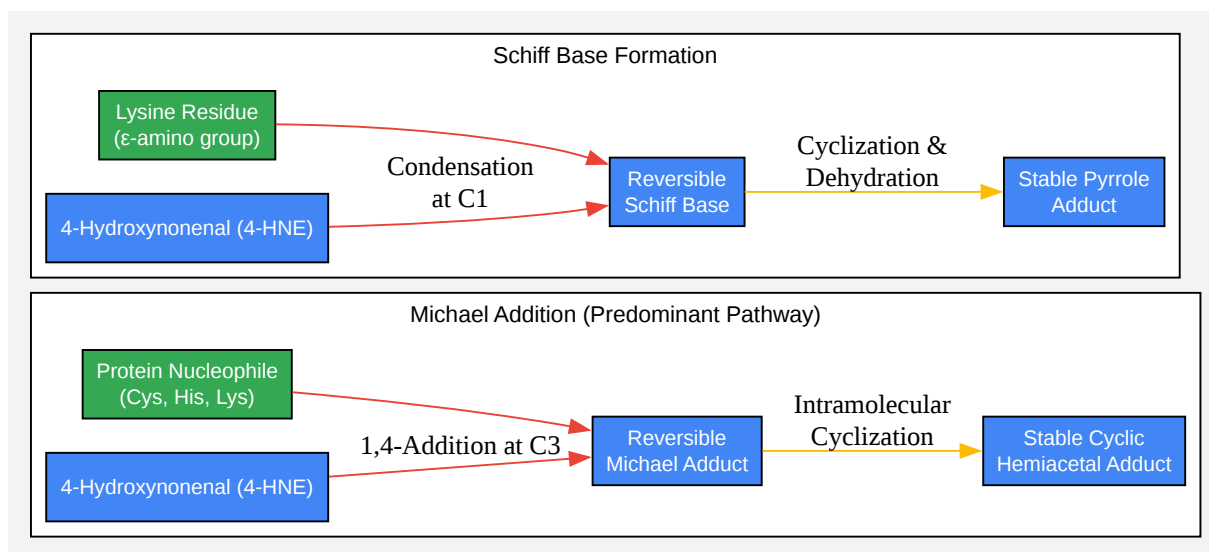 Schiff Base Formation
Lysine Residue
(ε-amino group)
4-Hydroxynonenal (4-HNE)
Condensation
at C1
Reversible
Schiff Base
Cyclization &
Dehydration
Stable Pyrrole
Adduct
Michael Addition (Predominant Pathway)
Protein Nucleophile
(Cys, His, Lys)
4-Hydroxynonenal (4-HNE)
1,4-Addition at C3
Reversible
Michael Adduct
Intramolecular
Cyclization
Stable Cyclic
Hemiacetal Adduct